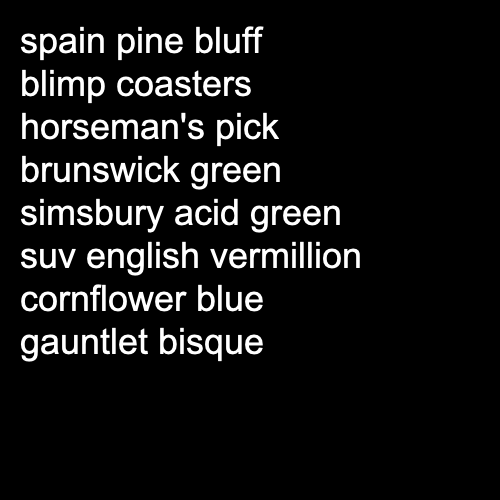 spain pine bluff
blimp coasters
horseman's pick
brunswick green
simsbury acid green
suv english vermillion
cornflower blue
gauntlet bisque